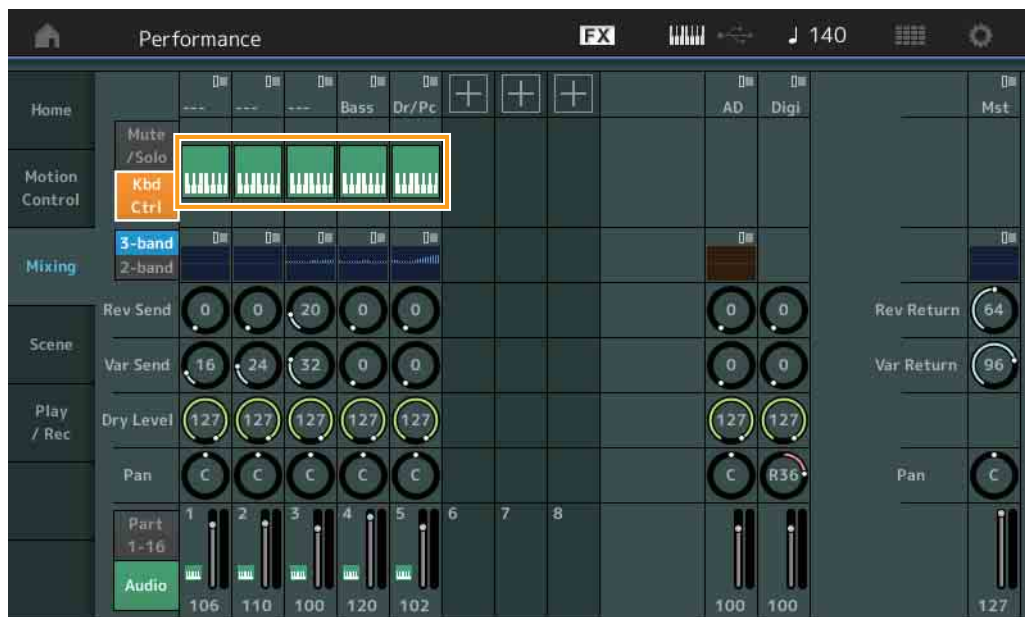 Performance FX 140
Home
Motion
Control
Mixing
Scene
Play
/ Rec
--- --- --- Bass Dr/Pc AD Digi Mst
Mute
/Solo
Kbd
Ctrl
3-band
2-band
Rev Send 0 0 20 0 0 0 0 Rev Return 64
Var Send 16 24 32 0 0 0 0 Var Return 96
Dry Level 127 127 127 127 127 127 127
Pan C C C C C C R36 Pan C
Part
1-16
Audio
1 2 3 4 5 6 7 8
106 110 100 120 102 100 100 127